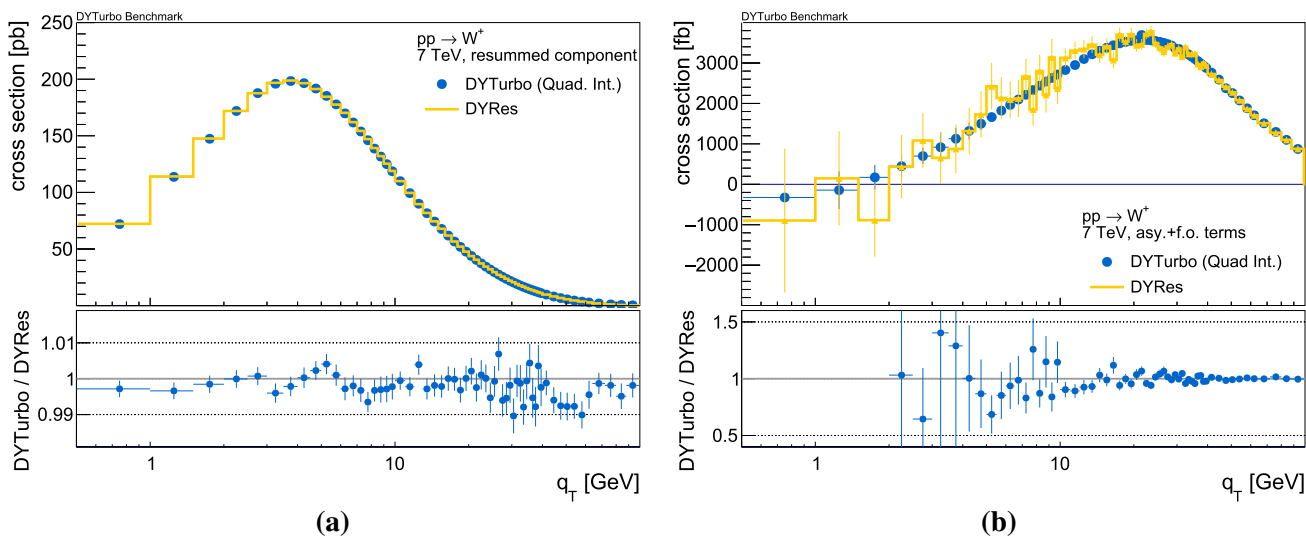 DYTurbo Benchmark
cross section [pb]
250
200
150
100
50
pp → W⁺
7 TeV, resummed component
DYTurbo (Quad. Int.)
DYRes
DYTurbo / DYRes
1.01
1
0.99
1
10
q_T [GeV]
(a)
DYTurbo Benchmark
cross section [fb]
3000
2000
1000
0
−1000
−2000
pp → W⁺
7 TeV, asy.+f.o. terms
DYTurbo (Quad Int.)
DYRes
DYTurbo / DYRes
1.5
1
0.5
1
10
q_T [GeV]
(b)